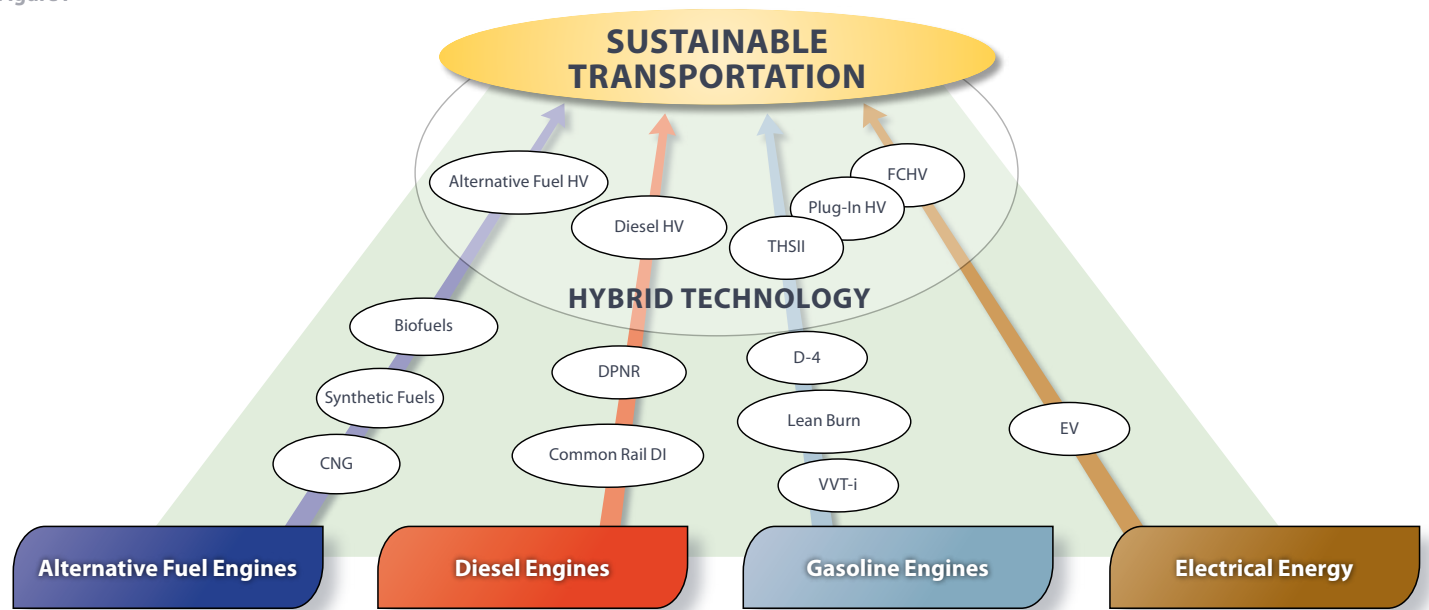 SUSTAINABLE
TRANSPORTATION
FCHV
Alternative Fuel HV
Plug-In HV
Diesel HV
THSII
HYBRID TECHNOLOGY
Biofuels
D-4
DPNR
Synthetic Fuels
Lean Burn
EV
Common Rail DI
CNG
VVT-i
Alternative Fuel Engines
Diesel Engines
Gasoline Engines
Electrical Energy